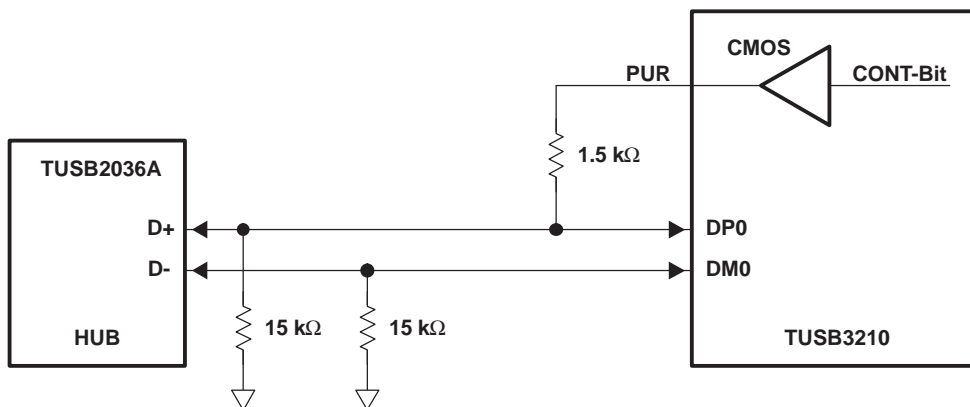 CMOS
PUR
CONT-Bit
TUSB2036A
1.5 kΩ
D+
DP0
D-
DM0
15 kΩ
15 kΩ
HUB
TUSB3210